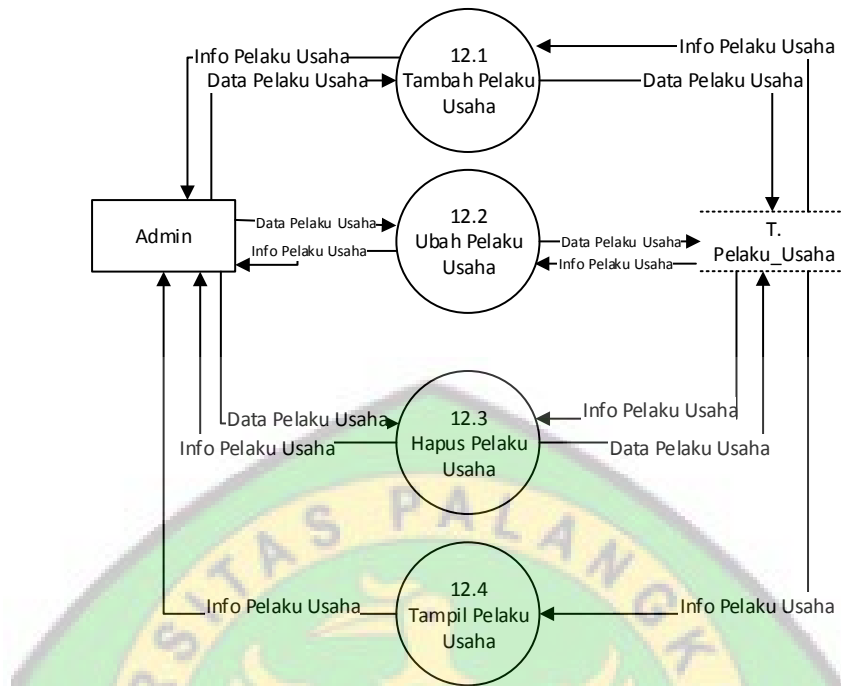 Info Pelaku Usaha
Data Pelaku Usaha
12.1
Tambah Pelaku
Usaha
Info Pelaku Usaha
Data Pelaku Usaha
Admin
Data Pelaku Usaha
Info Pelaku Usaha
12.2
Ubah Pelaku
Usaha
Data Pelaku Usaha
Info Pelaku Usaha
T.
Pelaku_Usaha
Data Pelaku Usaha
Info Pelaku Usaha
12.3
Hapus Pelaku
Usaha
Info Pelaku Usaha
Data Pelaku Usaha
Info Pelaku Usaha
12.4
Tampil Pelaku
Usaha
Info Pelaku Usaha
RSITAS PALANGK